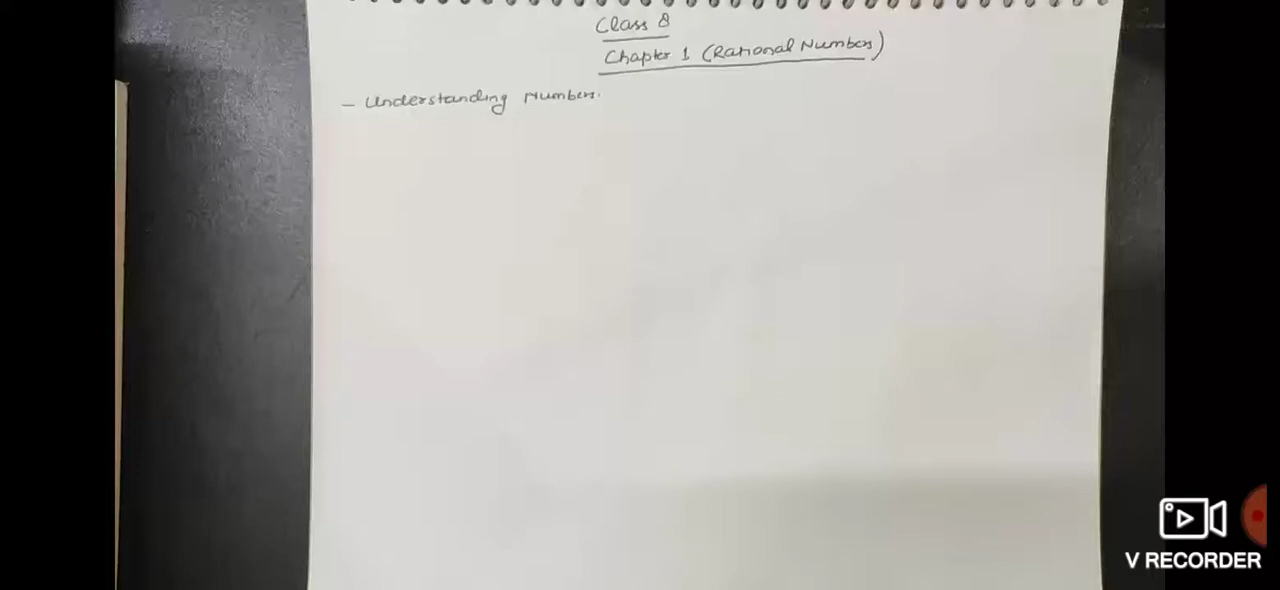 Class 8
Chapter 1 (Rational Numbers)
- Understanding Numbers.
V RECORDER